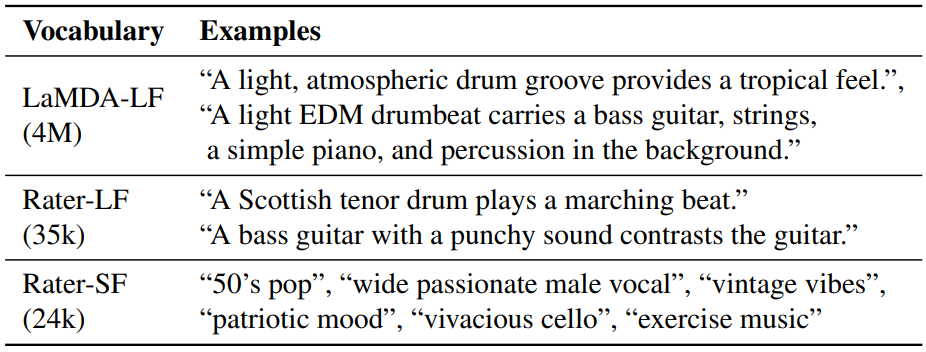 Vocabulary Examples
LaMDA-LF (4M) “A light, atmospheric drum groove provides a tropical feel.”,
“A light EDM drumbeat carries a bass guitar, strings,
a simple piano, and percussion in the background.”
Rater-LF “A Scottish tenor drum plays a marching beat.”
(35k) “A bass guitar with a punchy sound contrasts the guitar.”
Rater-SF “50’s pop”, “wide passionate male vocal”, “vintage vibes”,
(24k) “patriotic mood”, “vivacious cello”, “exercise music”